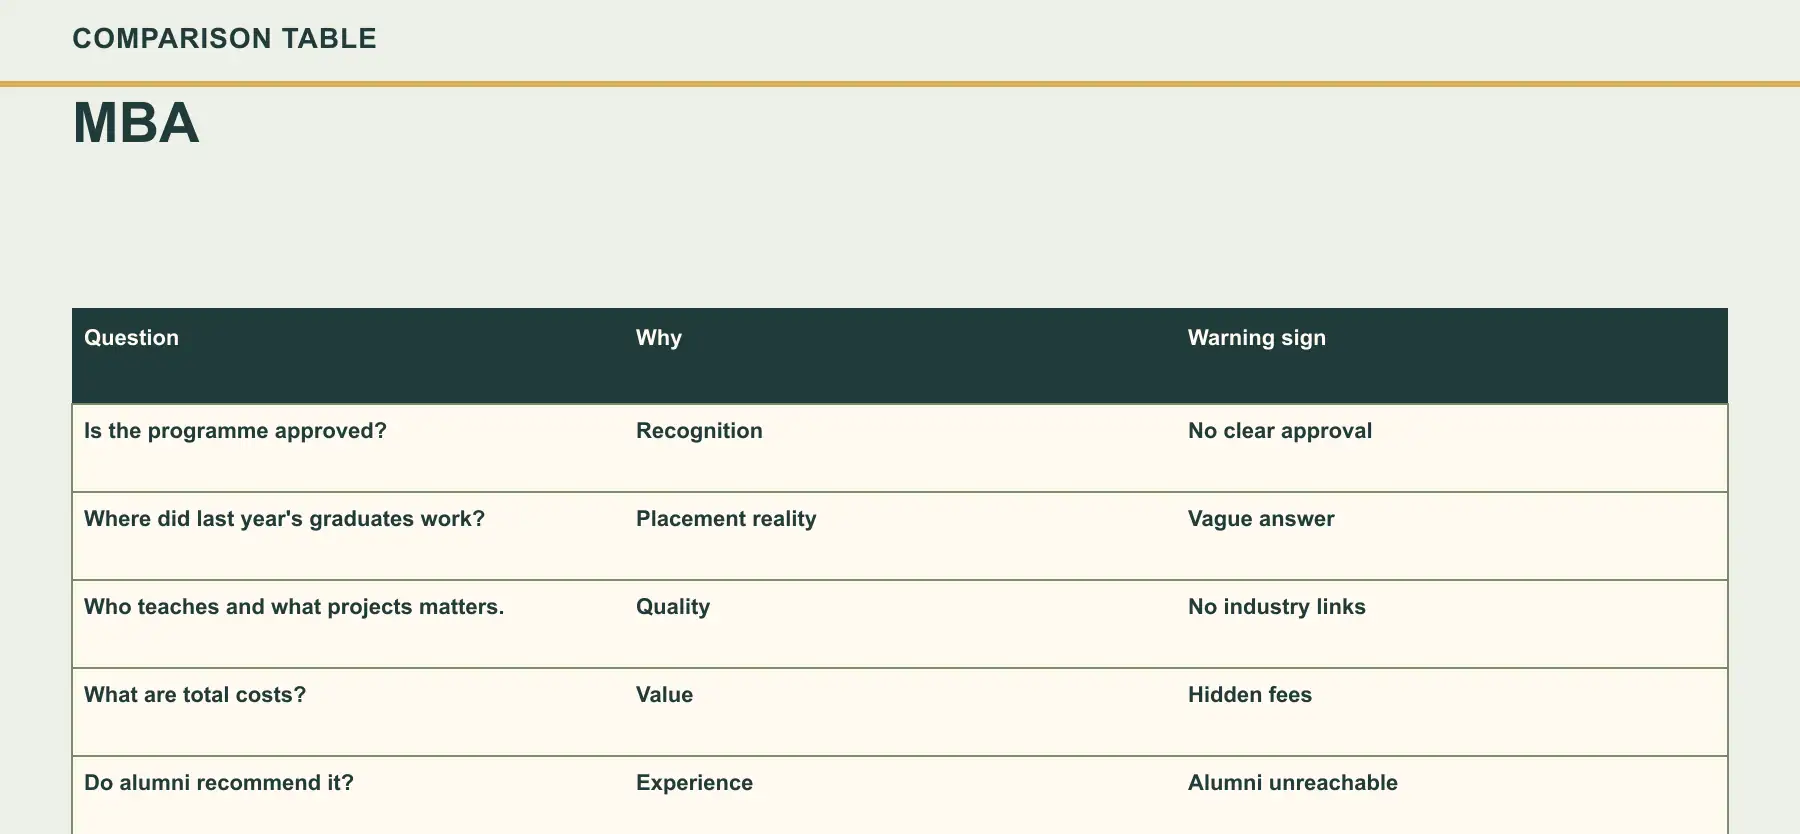 COMPARISON TABLE
MBA
Question Why Warning sign
Is the programme approved? Recognition No clear approval
Where did last year's graduates work? Placement reality Vague answer
Who teaches and what projects matters. Quality No industry links
What are total costs? Value Hidden fees
Do alumni recommend it? Experience Alumni unreachable